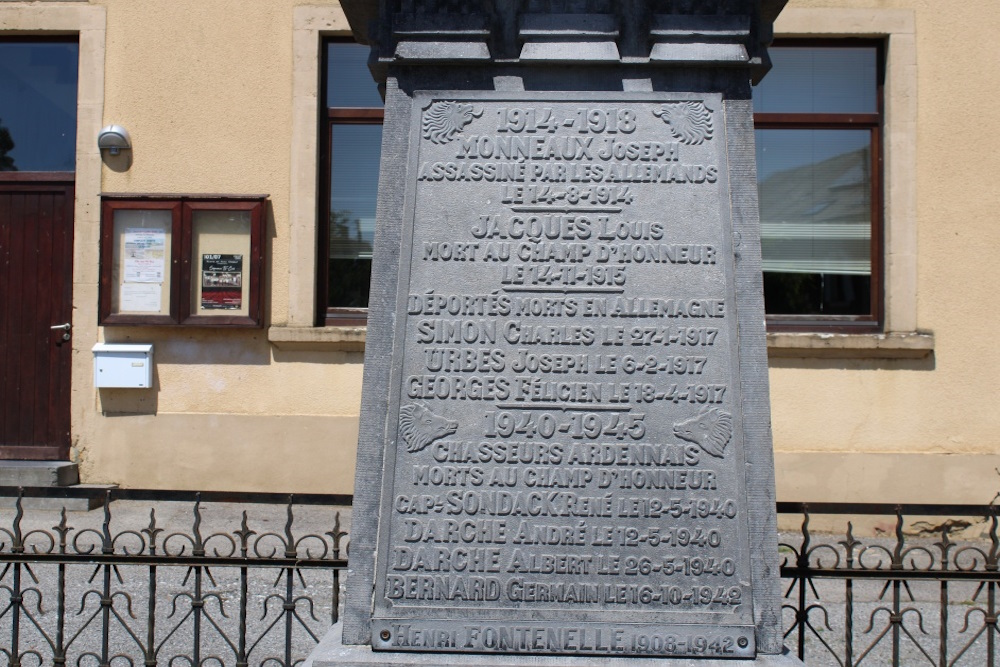 1914-1918
MONNEAUX JOSEPH
ASSASSINÉ PAR LES ALLEMANDS
LE 14-8-1914
JACQUES LOUIS
MORT AU CHAMP D'HONNEUR
LE 14-11-1915
DÉPORTÉS MORTS EN ALLEMAGNE
SIMON CHARLES LE 27-1-1917
URBES JOSEPH LE 6-2-1917
GEORGES FÉLICIEN LE 18-4-1917
1940-1945
CHASSEURS ARDENNAIS
MORTS AU CHAMP D'HONNEUR
CAPL SONDACK RENÉ LE 12-5-1940
DARCHE ANDRÉ LE 12-5-1940
DARCHE ALBERT LE 26-5-1940
BERNARD GERMAIN LE 16-10-1942
HENRI FONTENELLE 1908-1942